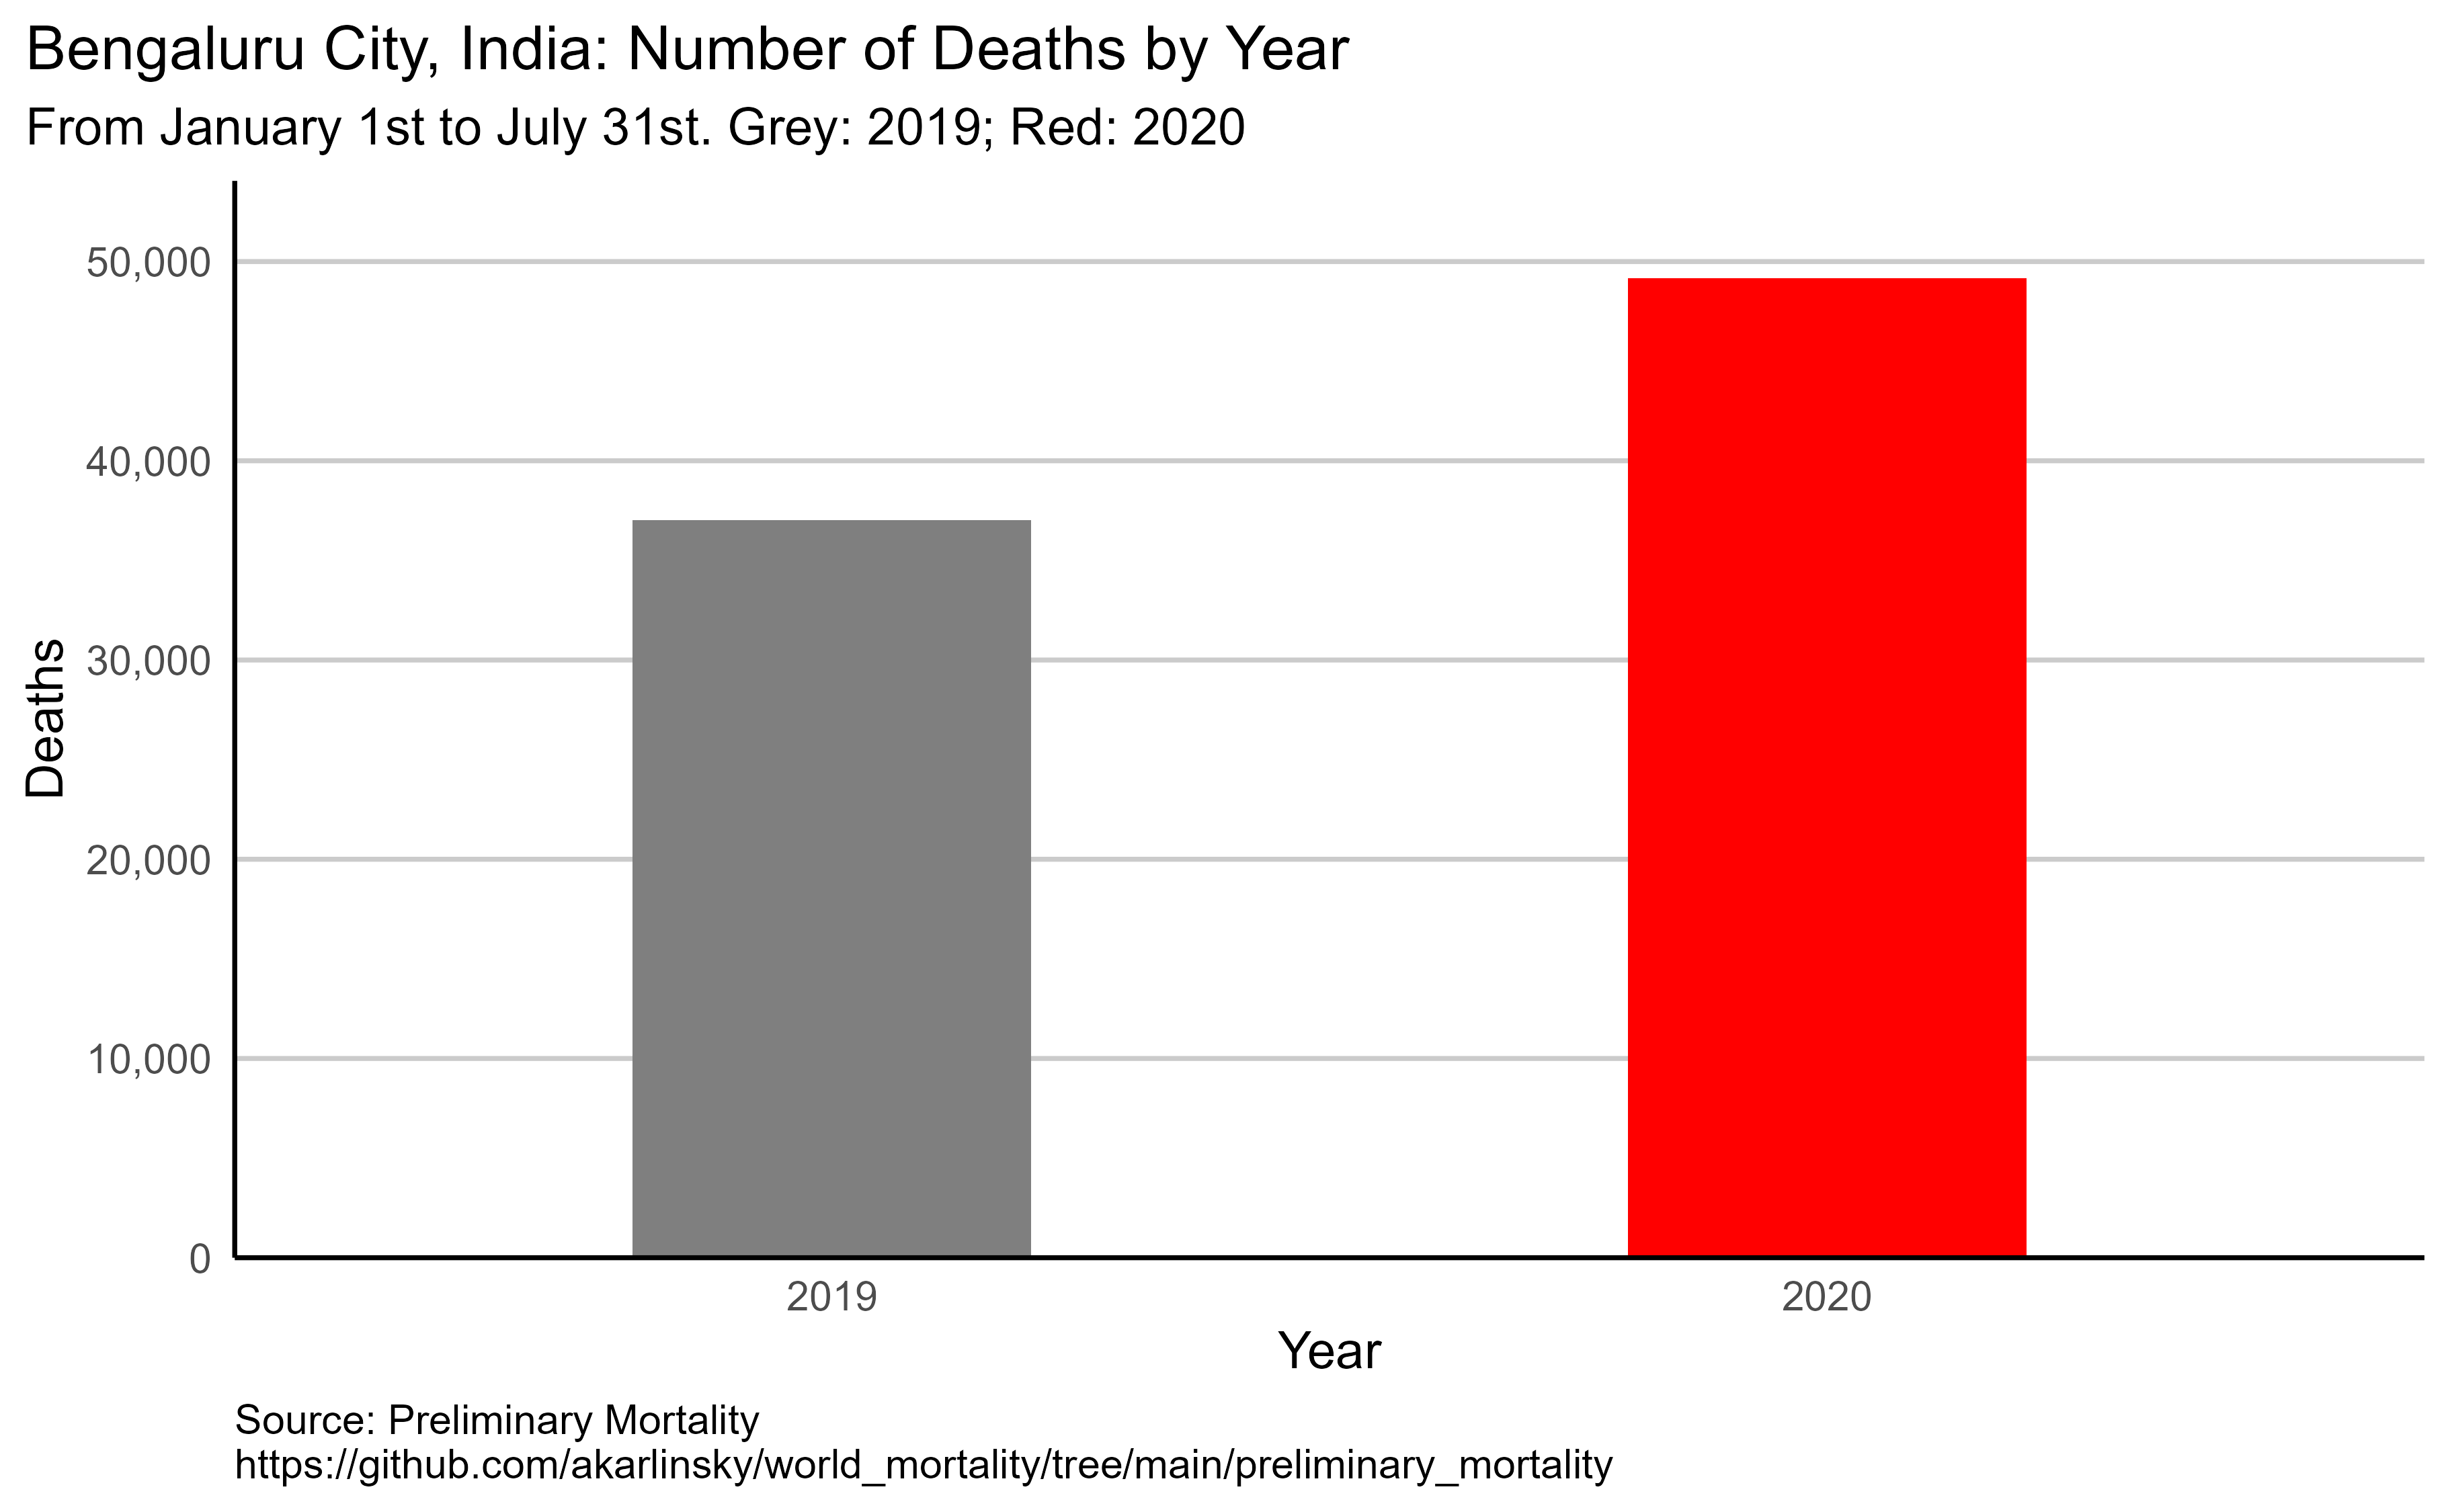 Bengaluru City, India: Number of Deaths by Year
From January 1st to July 31st. Grey: 2019; Red: 2020
50,000
40,000
30,000
20,000
10,000
0
Deaths
2019
2020
Year
Source: Preliminary Mortality
https://github.com/akarlinsky/world_mortality/tree/main/preliminary_mortality